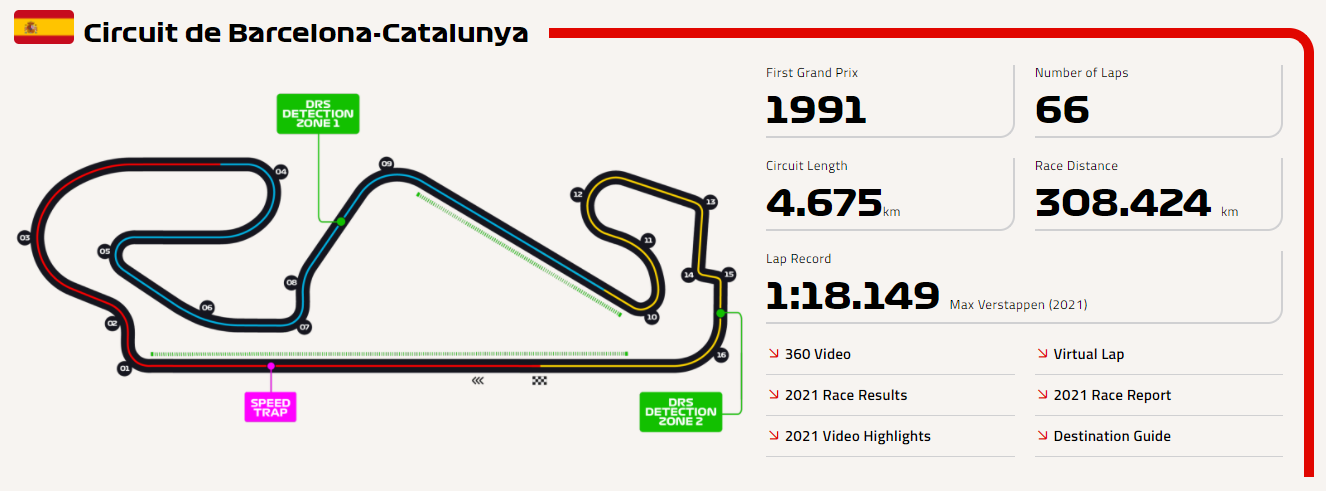 Circuit de Barcelona-Catalunya
DRS
DETECTION
ZONE 1
01
02
03
04
05
06
07
08
09
10
11
12
13
14
15
16
SPEED
TRAP
DRS
DETECTION
ZONE 2
First Grand Prix
1991
Number of Laps
66
Circuit Length
4.675km
Race Distance
308.424 km
Lap Record
1:18.149 Max Verstappen (2021)
360 Video
Virtual Lap
2021 Race Results
2021 Race Report
2021 Video Highlights
Destination Guide